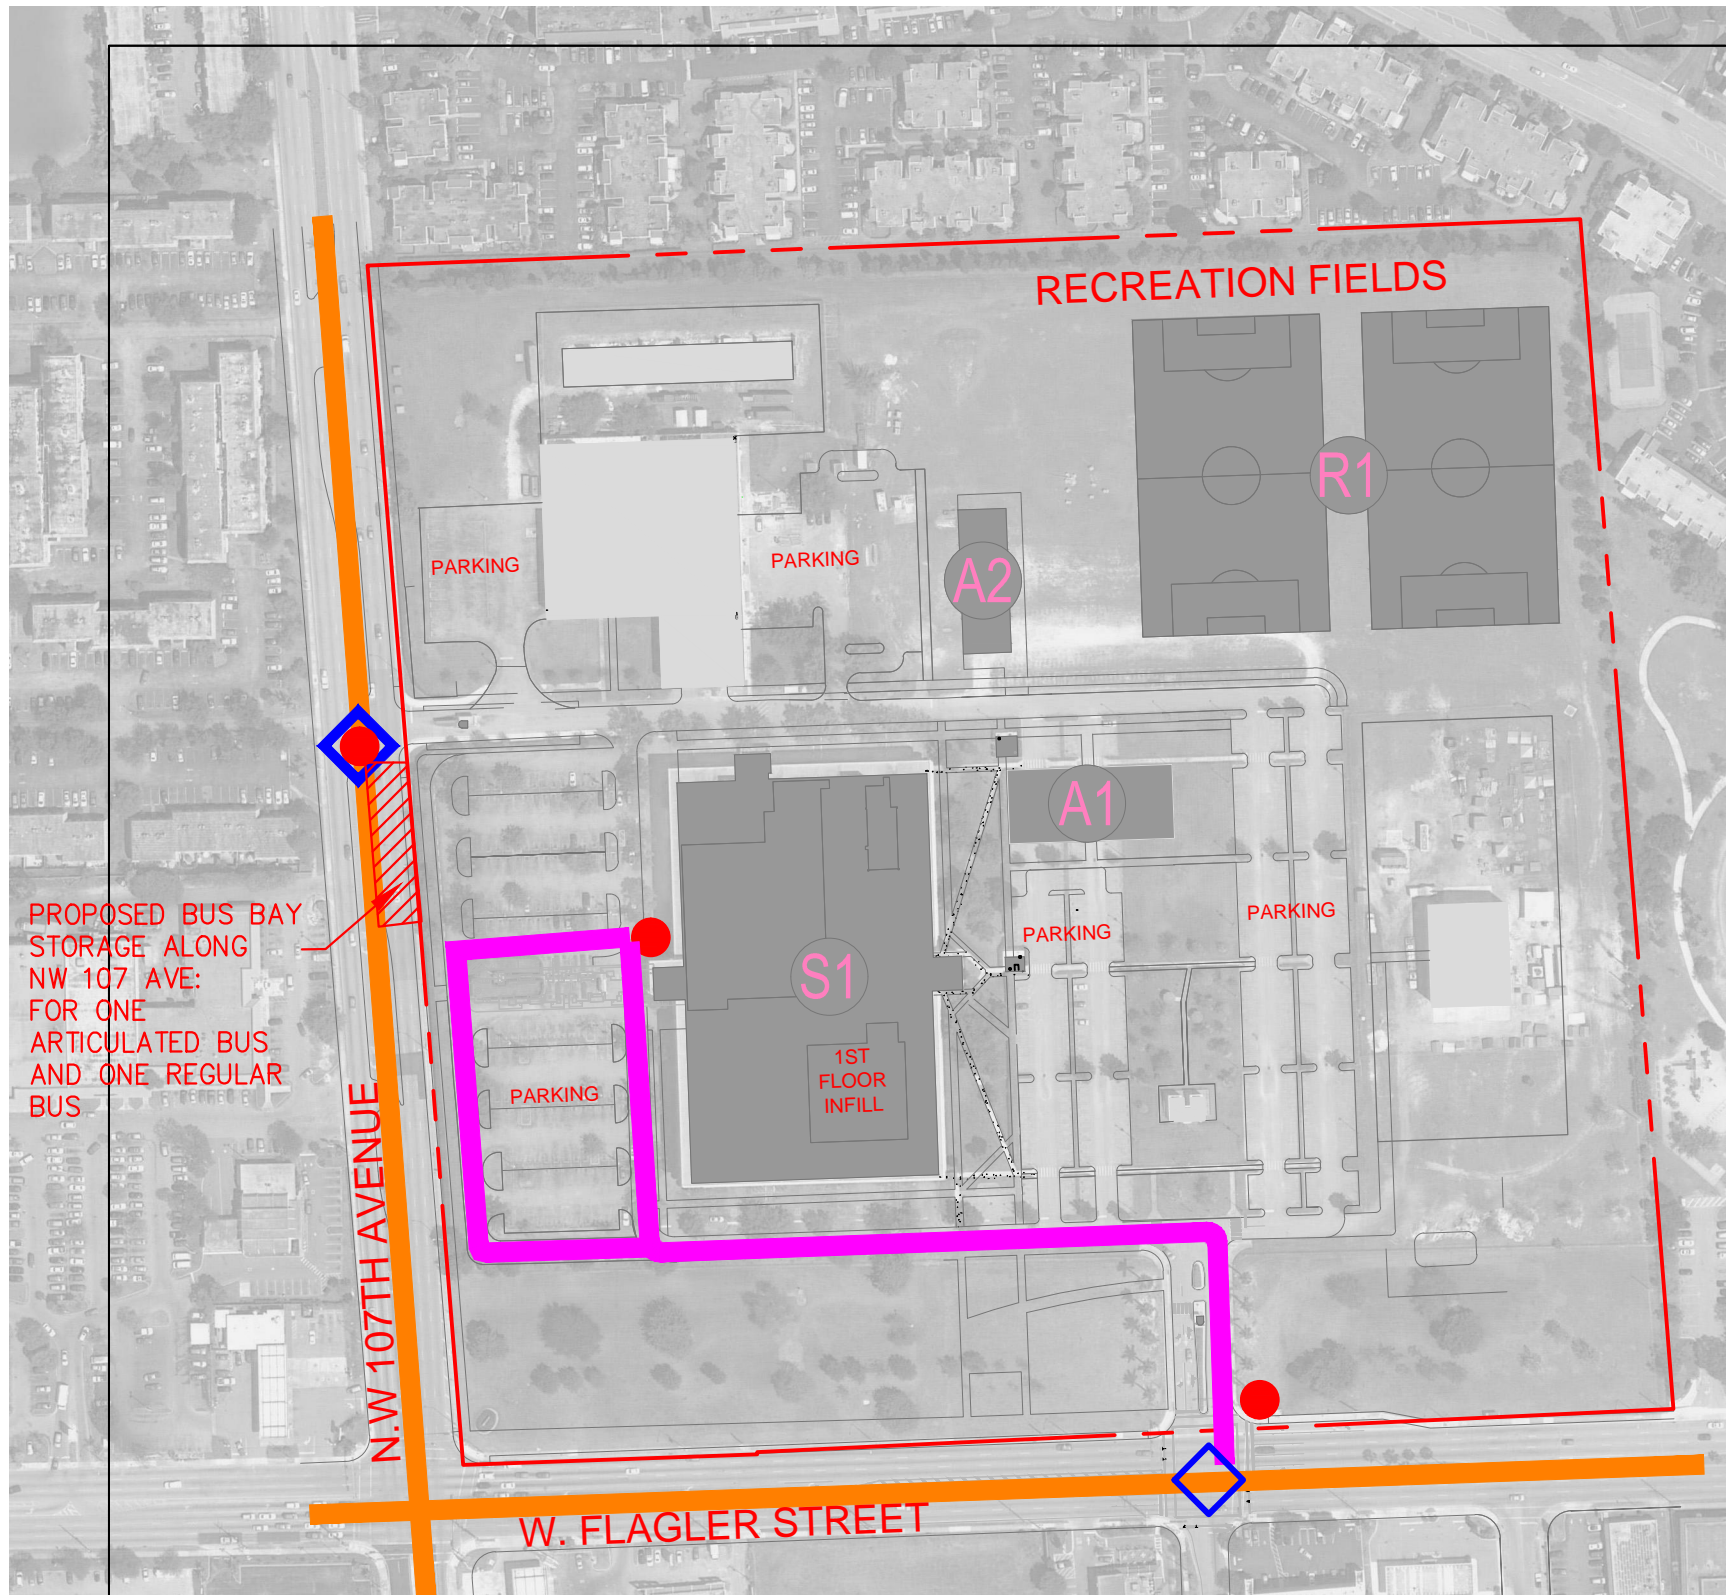 RECREATION FIELDS
R1
PARKING
PARKING
A2
A1
PROPOSED BUS BAY
STORAGE ALONG
NW 107 AVE:
FOR ONE
ARTICULATED BUS
AND ONE REGULAR
BUS
PARKING
PARKING
S1
n
1ST
FLOOR
INFILL
PARKING
N.W 107TH AVENUE
W. FLAGLER STREET